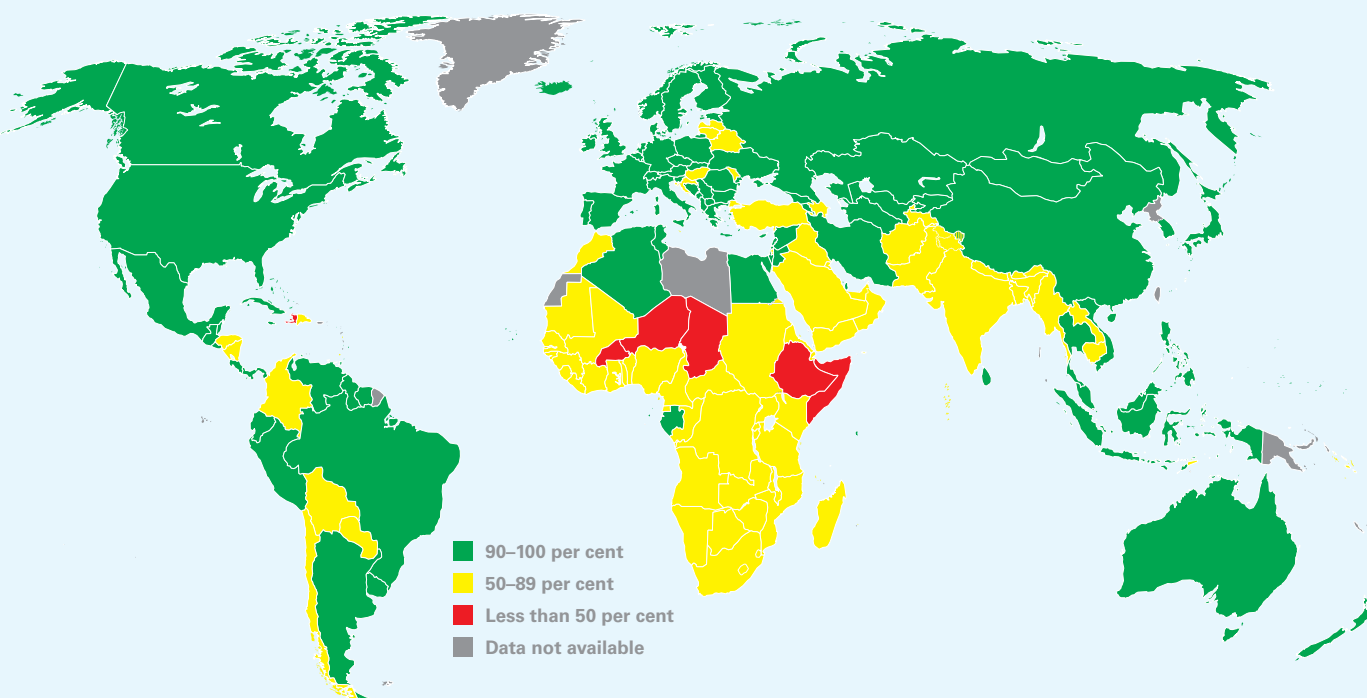 90–100 per cent
50–89 per cent
Less than 50 per cent
Data not available